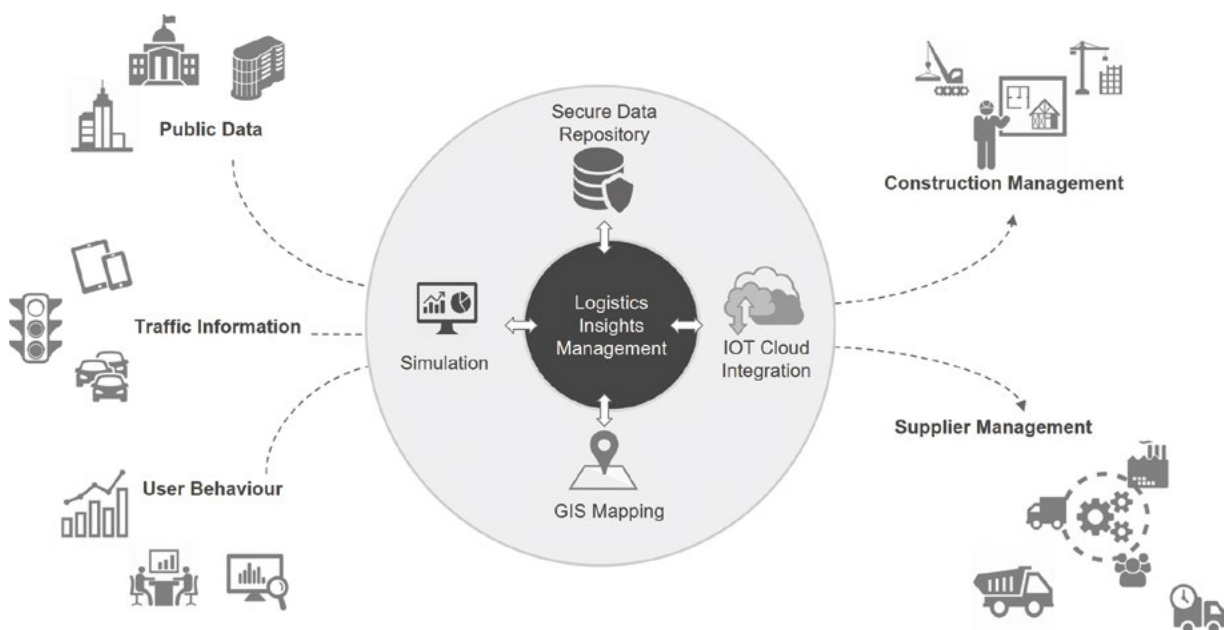 Public Data
Traffic Information
User Behaviour
Secure Data
Repository
Simulation
Logistics
Insights
Management
IOT Cloud
Integration
GIS Mapping
Construction Management
Supplier Management